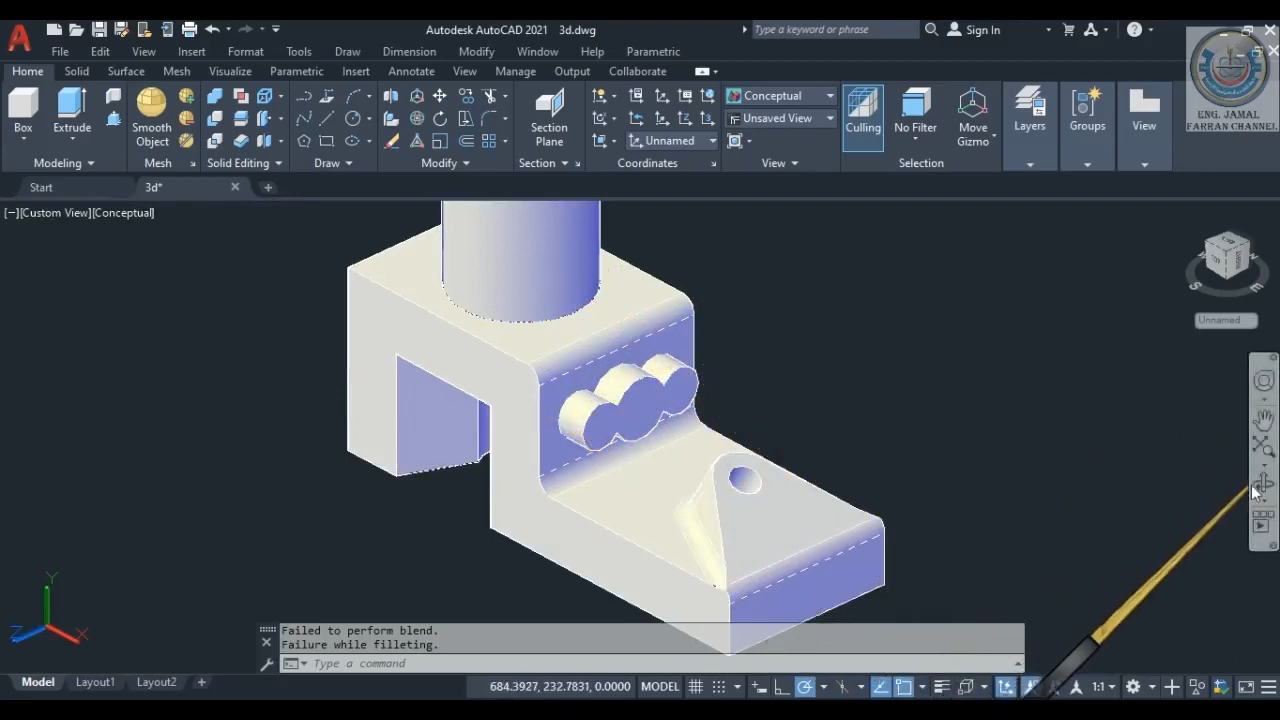 Autodesk AutoCAD 2021 3d.dwg
Type a keyword or phrase
Sign In
File Edit View Insert Format Tools Draw Dimension Modify Window Help Parametric
Home Solid Surface Mesh Visualize Parametric Insert Annotate View Manage Output Collaborate
ENG. JAMAL
FARRAN CHANNEL
Box
Extrude
Smooth
Object
Section
Plane
Unnamed
Conceptual
Unsaved View
Culling
No Filter
Move
Gizmo
Layers
Groups
View
Modeling Mesh Solid Editing Draw Modify Section Coordinates View Selection
Start 3d*
[−][Custom View][Conceptual]
S
E
Unnamed
Y
Z
X
Failed to perform blend.
Failure while filleting.
Type a command
Model Layout1 Layout2
684.3927, 232.7831, 0.0000 MODEL 1:1